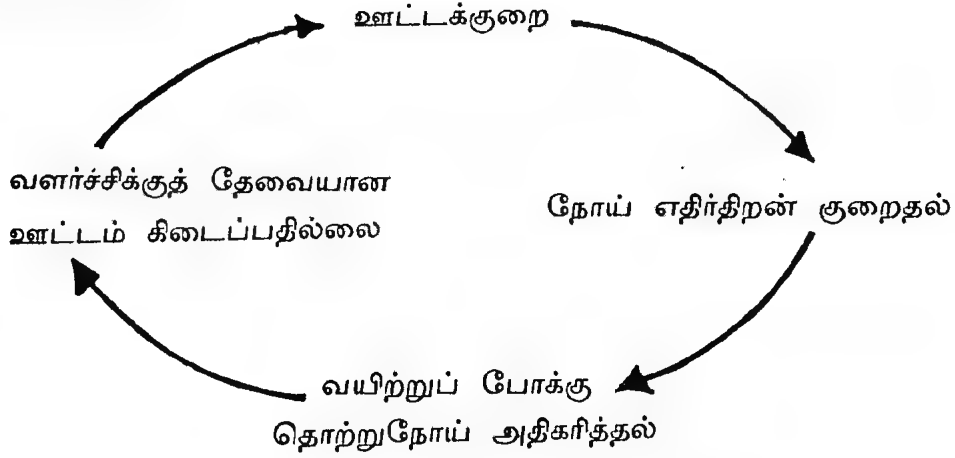 ஊட்டக்குறை
வளர்ச்சிக்குத் தேவையான
ஊட்டம் கிடைப்பதில்லை
நோய் எதிர்திறன் குறைதல்
வயிற்றுப் போக்கு
தொற்றுநோய் அதிகரித்தல்